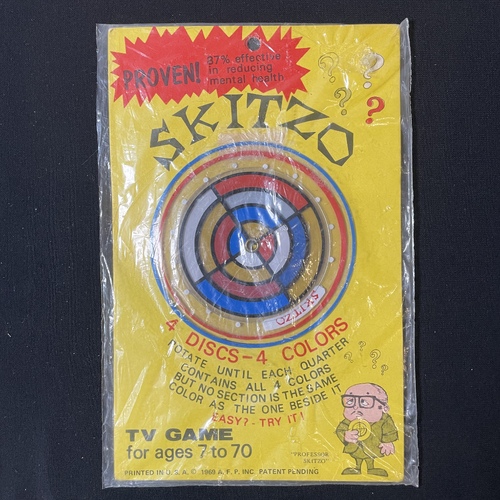 PROVEN!
37% effective
in reducing
mental health
SKITZO
SKITZO
4 DISCS-4 COLORS
ROTATE UNTIL EACH QUARTER
CONTAINS ALL 4 COLORS
BUT NO SECTION IS THE SAME
COLOR AS THE ONE BESIDE IT
EASY?-TRY IT!
TV GAME
for ages 7 to 70
"PROFESSOR
SKITZO"
PRINTED IN U.S.A. © 1969 A.F.P. INC. PATENT PENDING